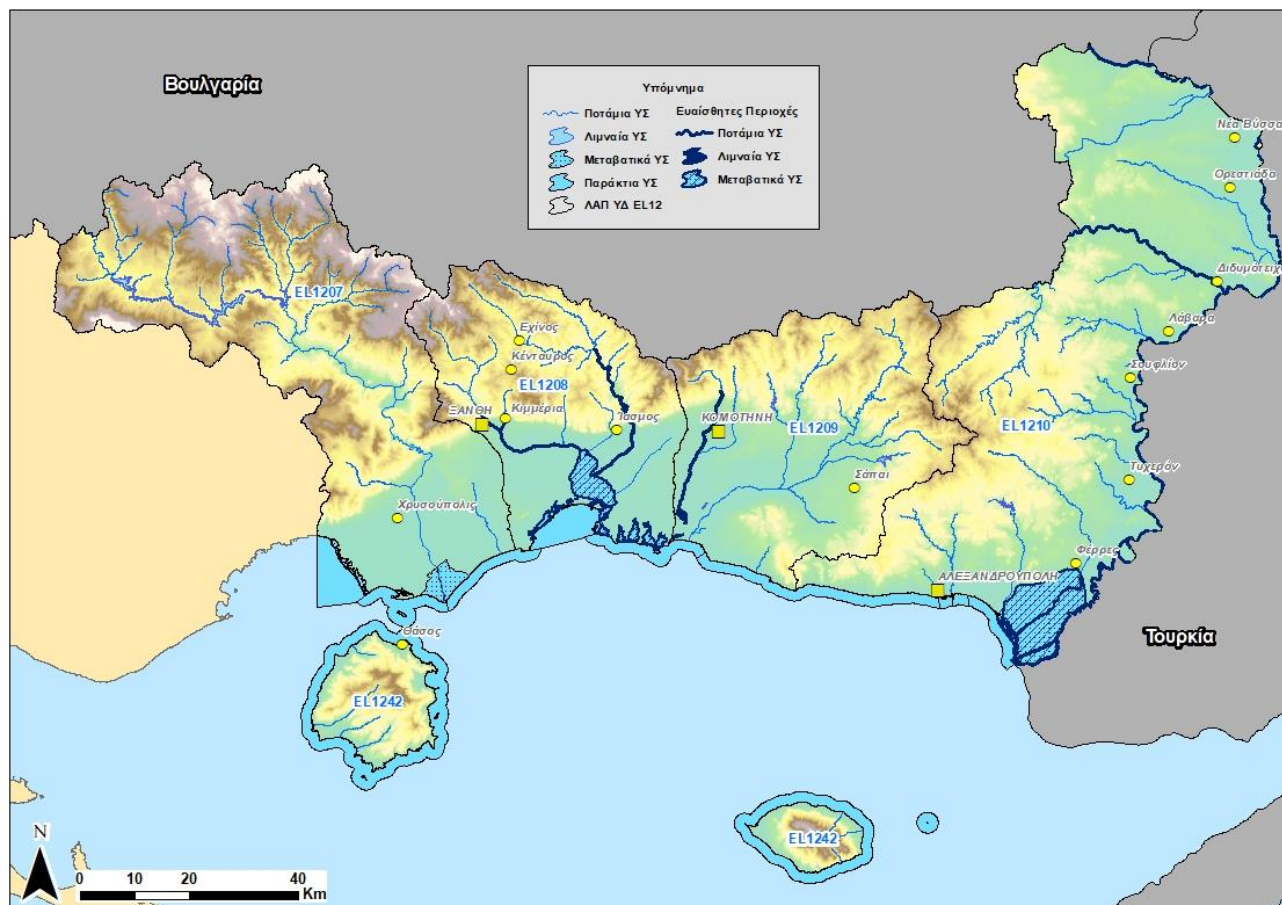 Βουλγαρία
Υπόμνημα
Ποτάμια ΥΣ
Ευαίσθητες Περιοχές
Λιμναία ΥΣ
Ποτάμια ΥΣ
Μεταβατικά ΥΣ
Λιμναία ΥΣ
Παράκτια ΥΣ
Μεταβατικά ΥΣ
ΛΑΠ ΥΔ EL12
Νέα Βύσσα
Ορεστιάδα
Διδυμότειχο
Λάβαρα
Σουφλίον
EL1207
Εχίνος
Κένταυρος
EL1208
Κιμμέρια
ΞΑΝΘΗ
Ίασμος
ΚΟΜΟΤΗΝΗ
EL1209
EL1210
Σάπαι
Τυχερόν
Χρυσούπολις
Φέρρες
ΑΛΕΞΑΝΔΡΟΥΠΟΛΗ
Τουρκία
Θάσος
EL1242
EL1242
N
0 10 20 40
Km